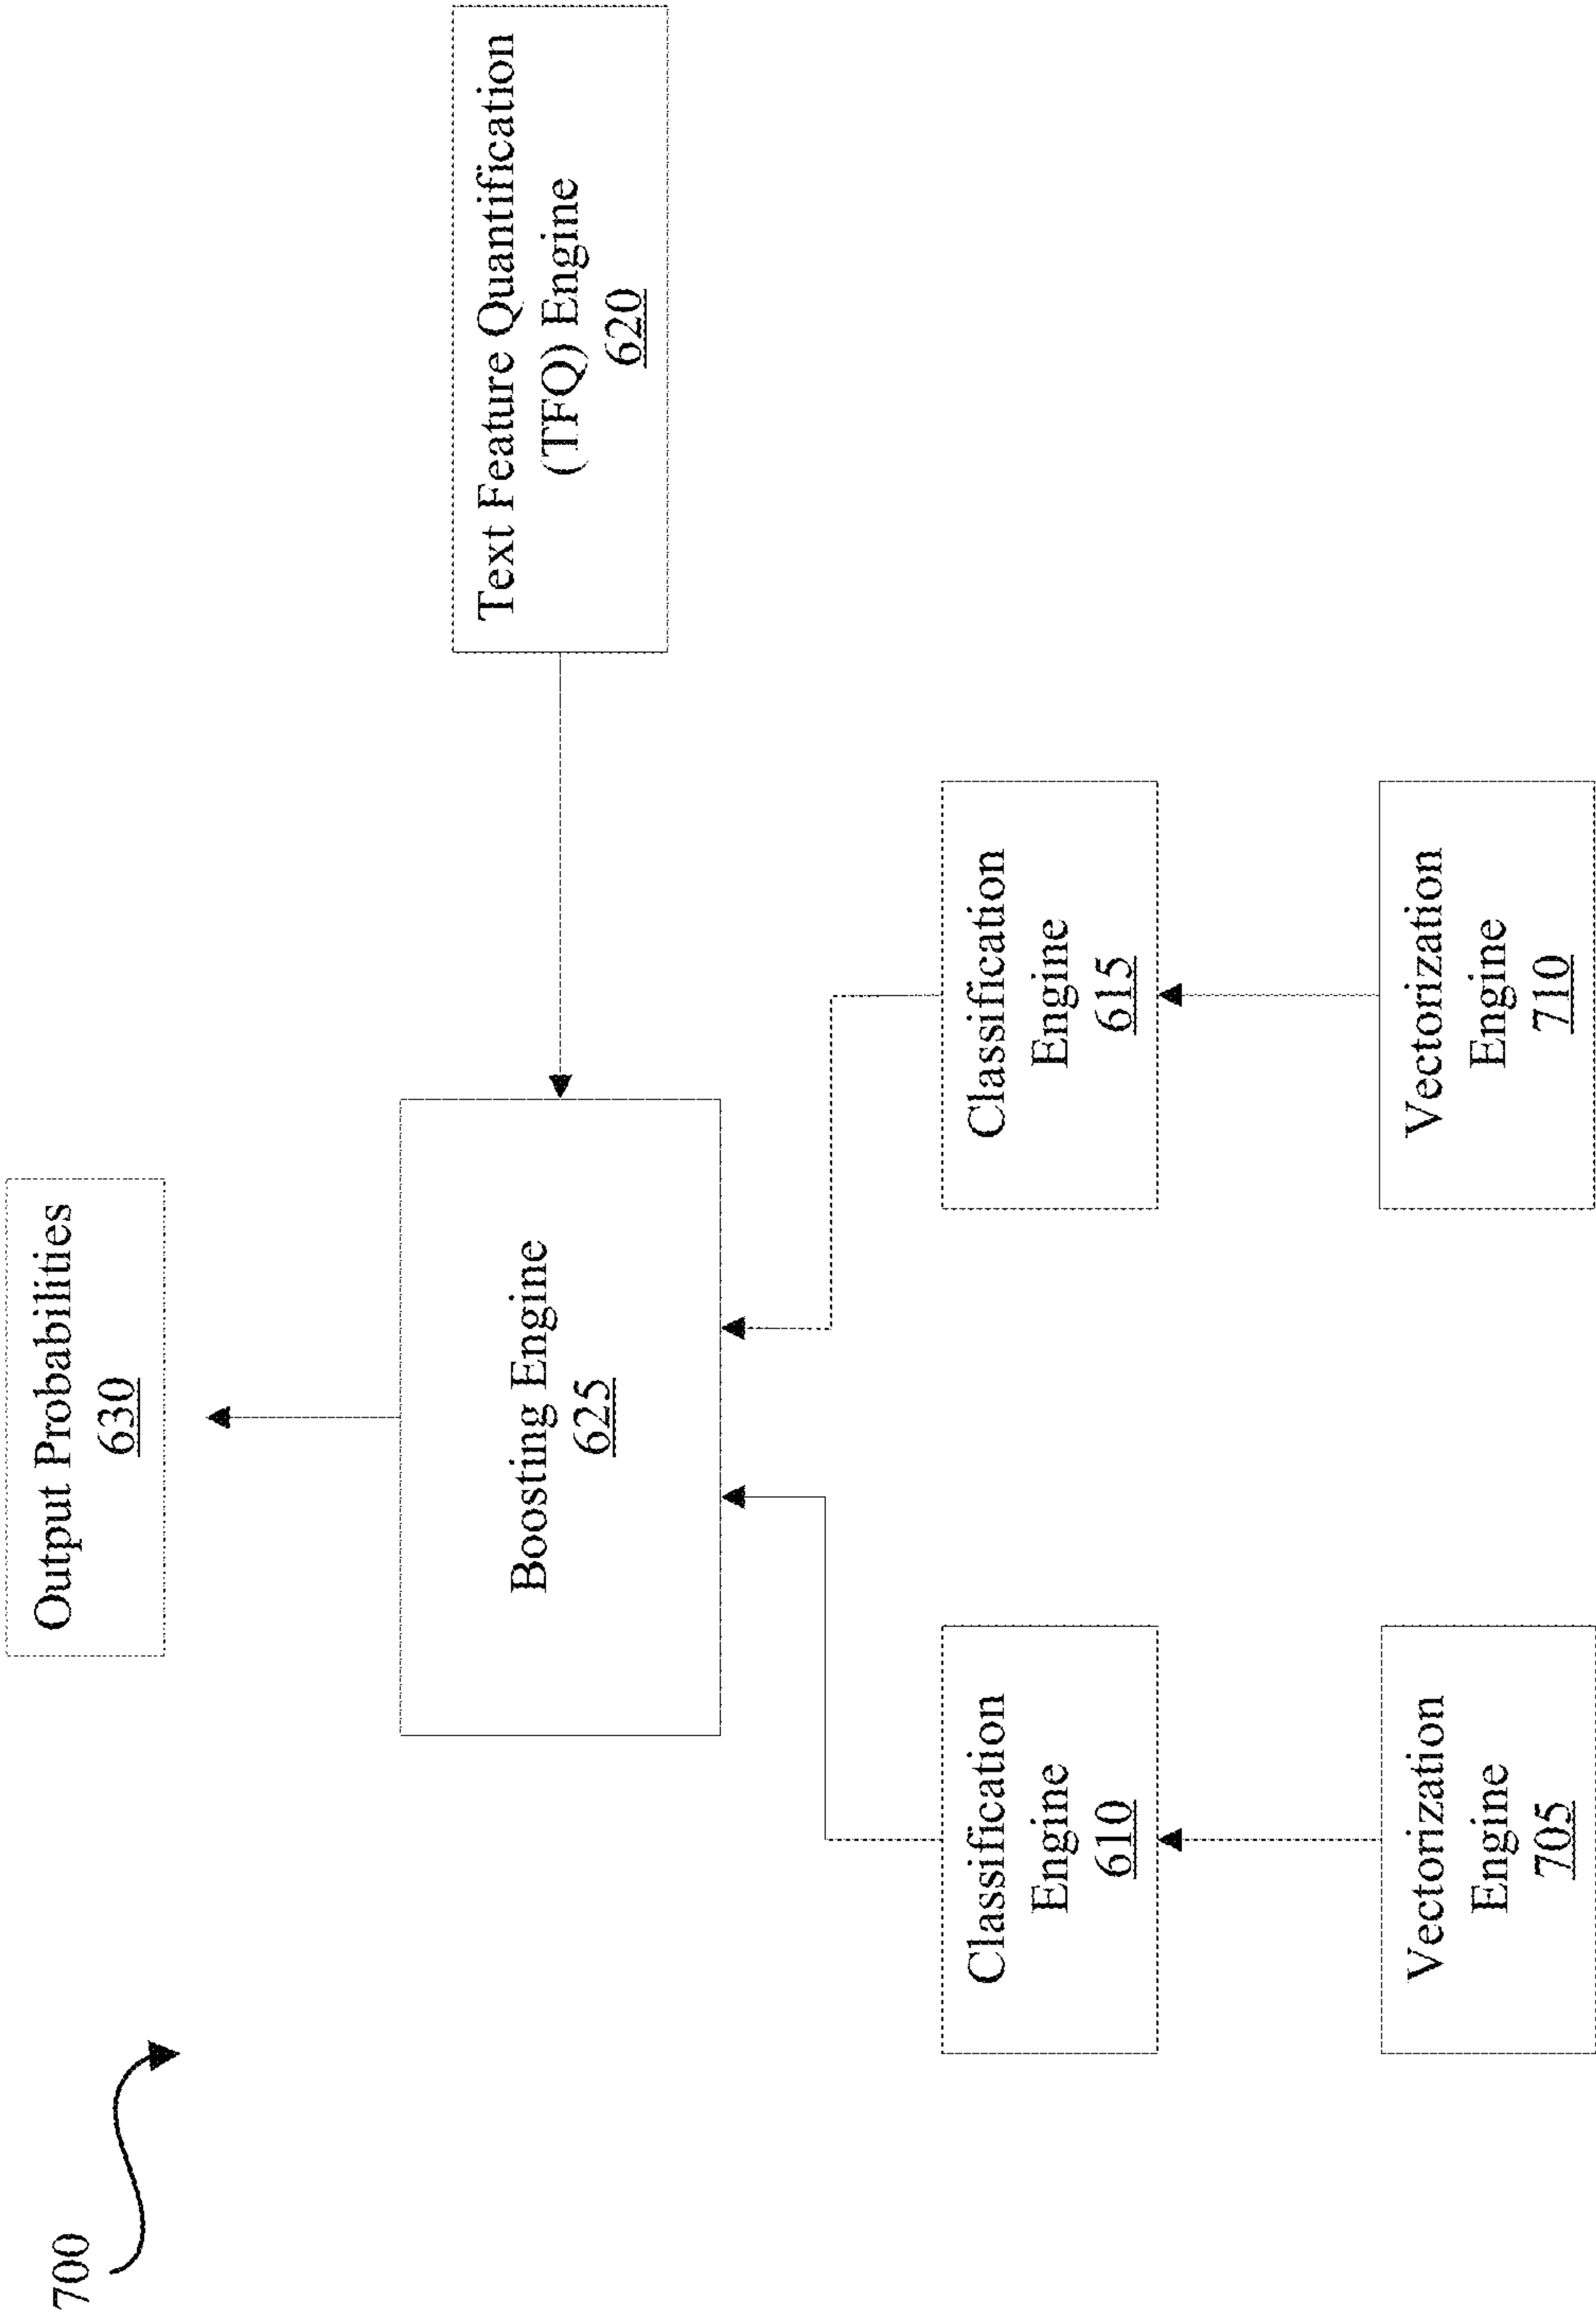 700
Output Probabilities
630
Boosting Engine
625
Text Feature Quantification
(TFQ) Engine
620
Classification
Engine
610
Classification
Engine
615
Vectorization
Engine
705
Vectorization
Engine
710